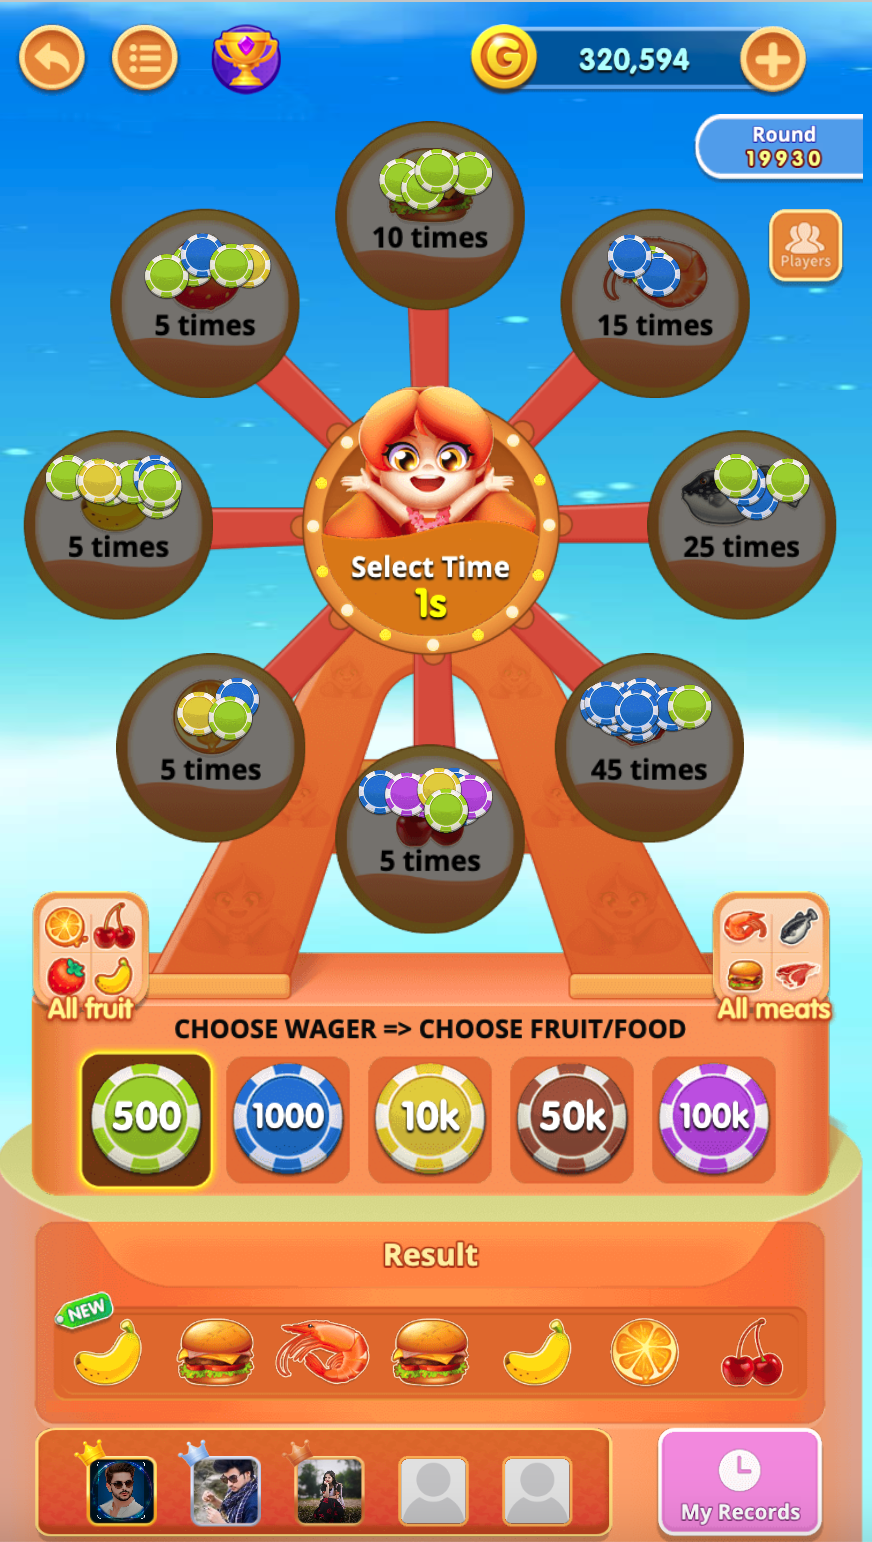 G
320,594
Round
19930
Players
10 times
5 times
15 times
5 times
25 times
Select Time
1s
5 times
45 times
5 times
All fruit
All meats
CHOOSE WAGER => CHOOSE FRUIT/FOOD
500
1000
10k
50k
100k
Result
NEW
My Records